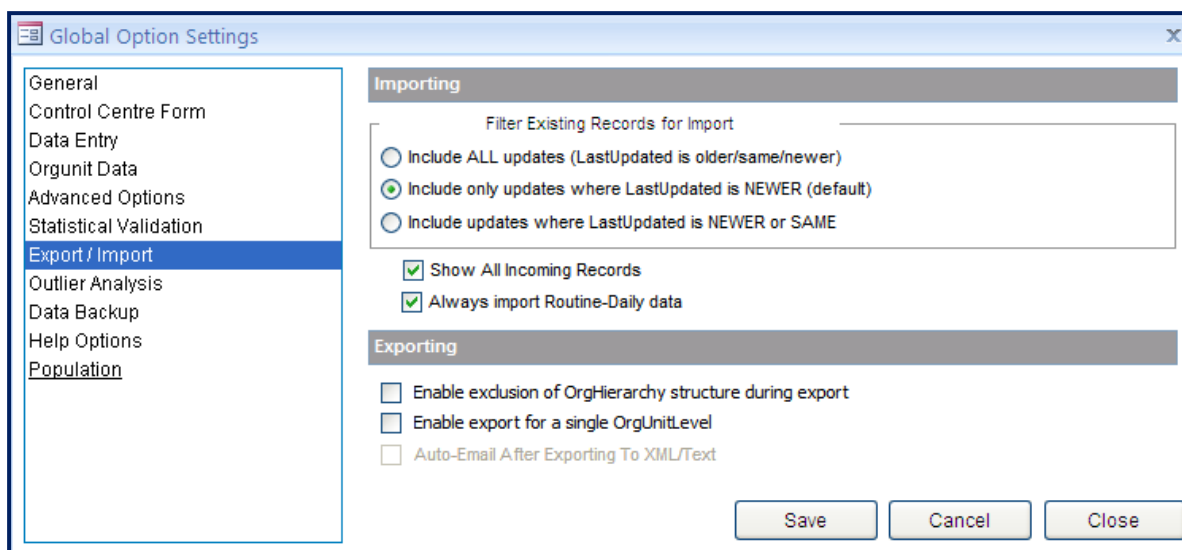 Global Option Settings
x
General
Control Centre Form
Data Entry
Orgunit Data
Advanced Options
Statistical Validation
Export / Import
Outlier Analysis
Data Backup
Help Options
Population
Importing
Filter Existing Records for Import
Include ALL updates (LastUpdated is older/same/newer)
Include only updates where LastUpdated is NEWER (default)
Include updates where LastUpdated is NEWER or SAME
Show All Incoming Records
Always import Routine-Daily data
Exporting
Enable exclusion of OrgHierarchy structure during export
Enable export for a single OrgUnitLevel
Auto-Email After Exporting To XML/Text
Save Cancel Close